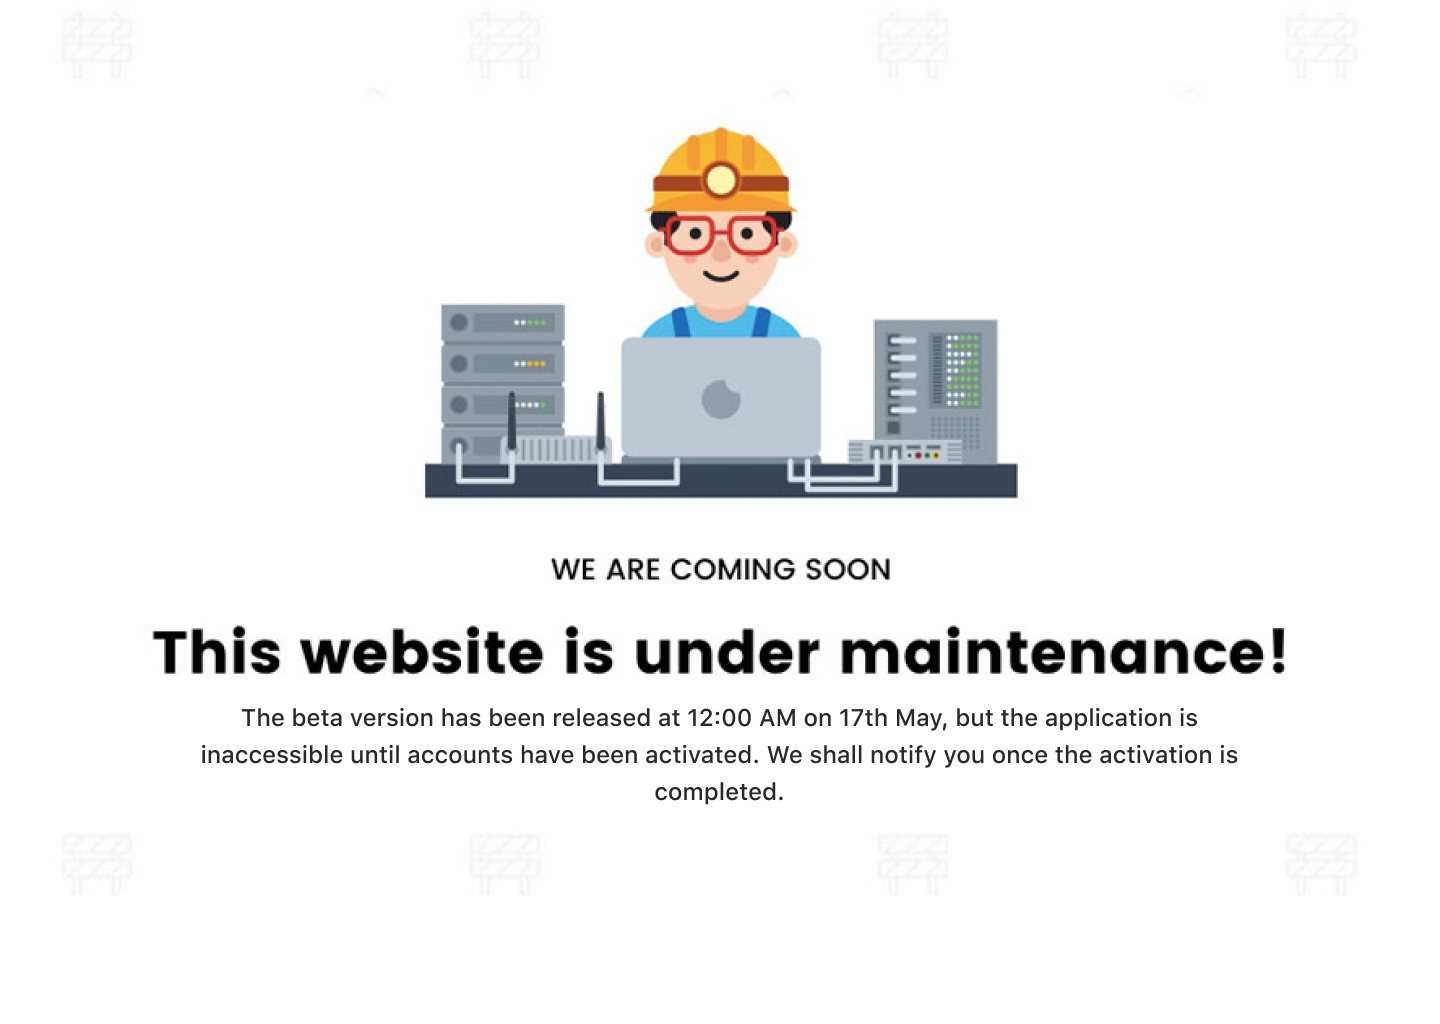 WE ARE COMING SOON
This website is under maintenance!
The beta version has been released at 12:00 AM on 17th May, but the application is
inaccessible until accounts have been activated. We shall notify you once the activation is
completed.